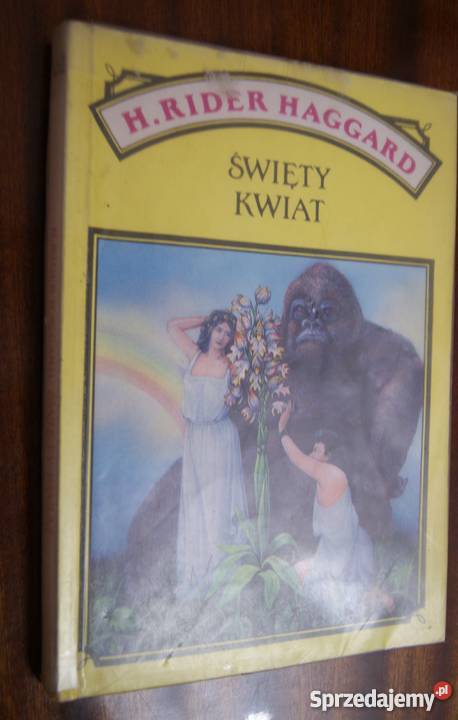 H. RIDER HAGGARD
ŚWIĘTY
KWIAT
Sprzedajemy.pl